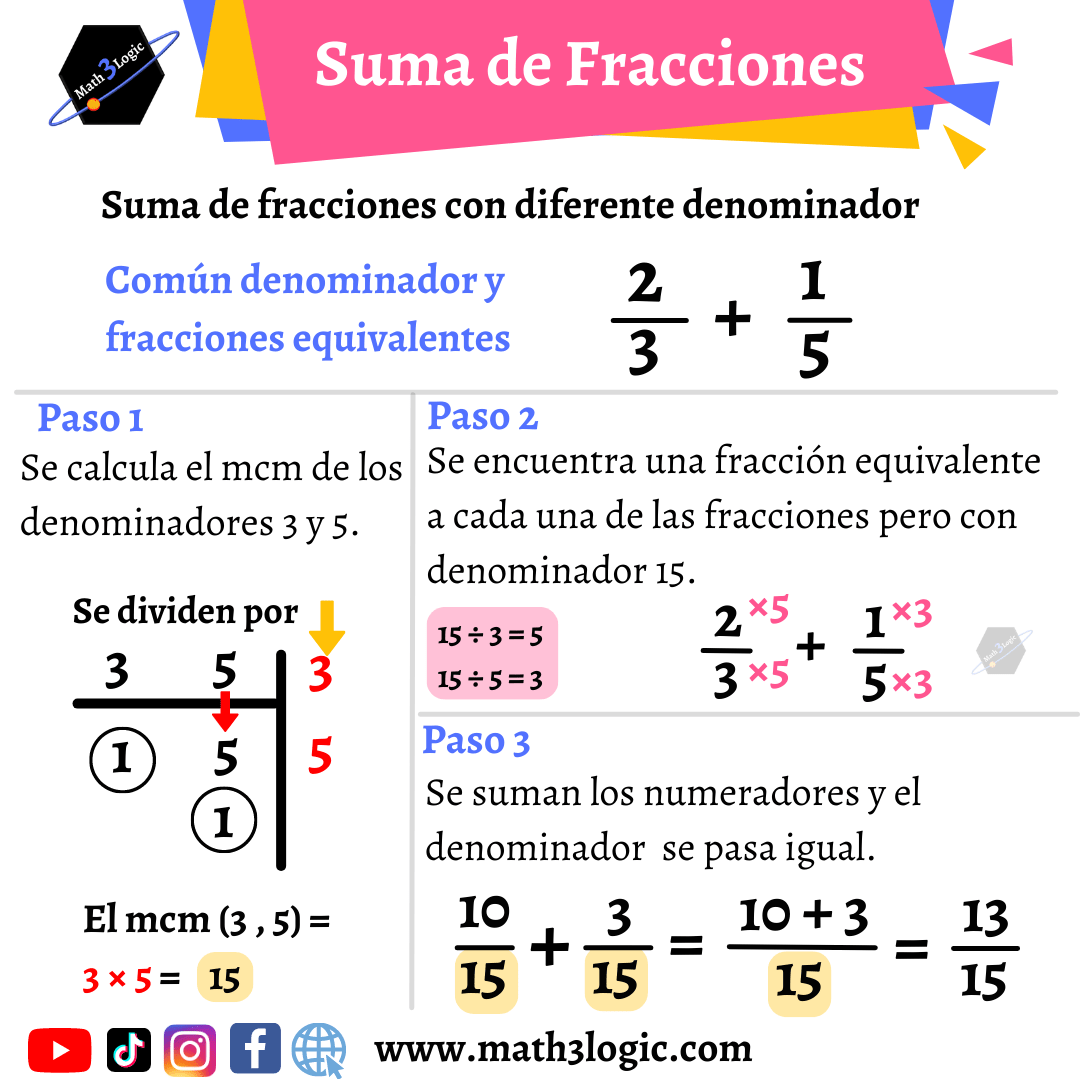 Math3Logic
Suma de Fracciones
Suma de fracciones con diferente denominador
Común denominador y
fracciones equivalentes
2/3 + 1/5
Paso 1
Se calcula el mcm de los
denominadores 3 y 5.
Se dividen por
3 5 3
1 5 5
1
El mcm (3 , 5) =
3 × 5 = 15
Paso 2
Se encuentra una fracción equivalente
a cada una de las fracciones pero con
denominador 15.
15 ÷ 3 = 5
15 ÷ 5 = 3
2 ×5 + 1 ×3
3 ×5 5 ×3
Math3Logic
Paso 3
Se suman los numeradores y el
denominador se pasa igual.
10/15 + 3/15 = 10 + 3/15 = 13/15
www.math3logic.com